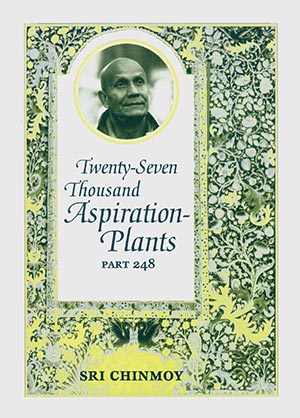 Twenty-Seven
Thousand
Aspiration-
Plants
PART 248
SRI CHINMOY